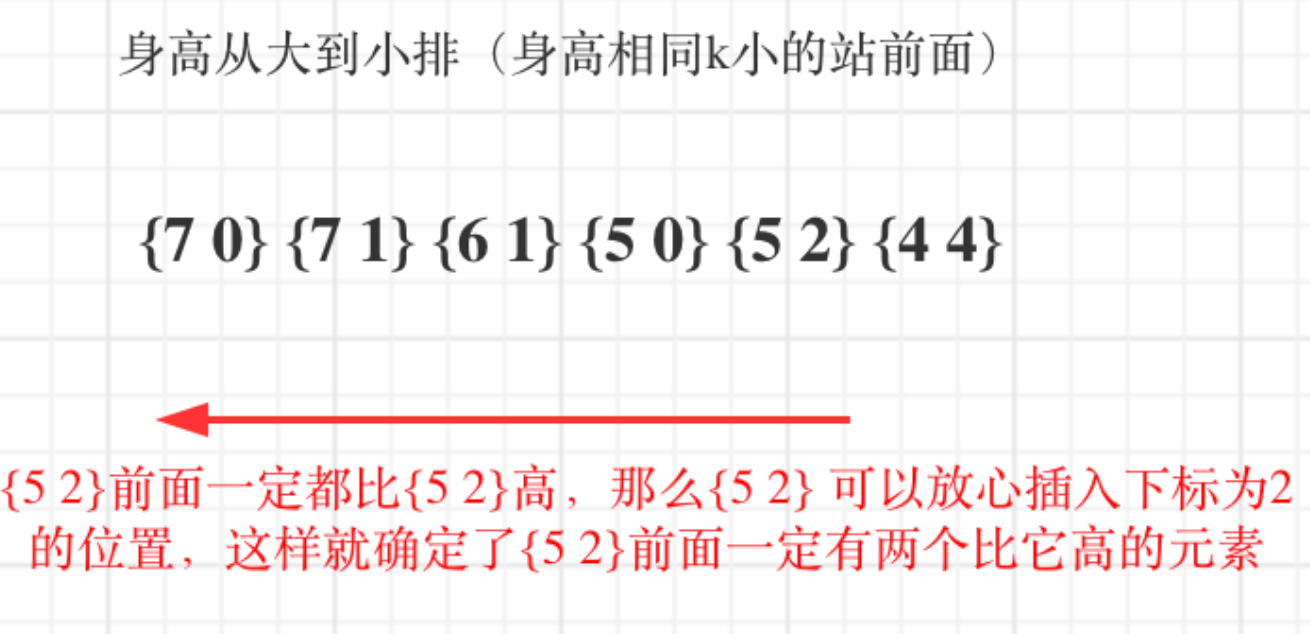 身高从大到小排（身高相同k小的站前面）
{7 0} {7 1} {6 1} {5 0} {5 2} {4 4}
{5 2}前面一定都比{5 2}高，那么{5 2} 可以放心插入下标为2
的位置，这样就确定了{5 2}前面一定有两个比它高的元素